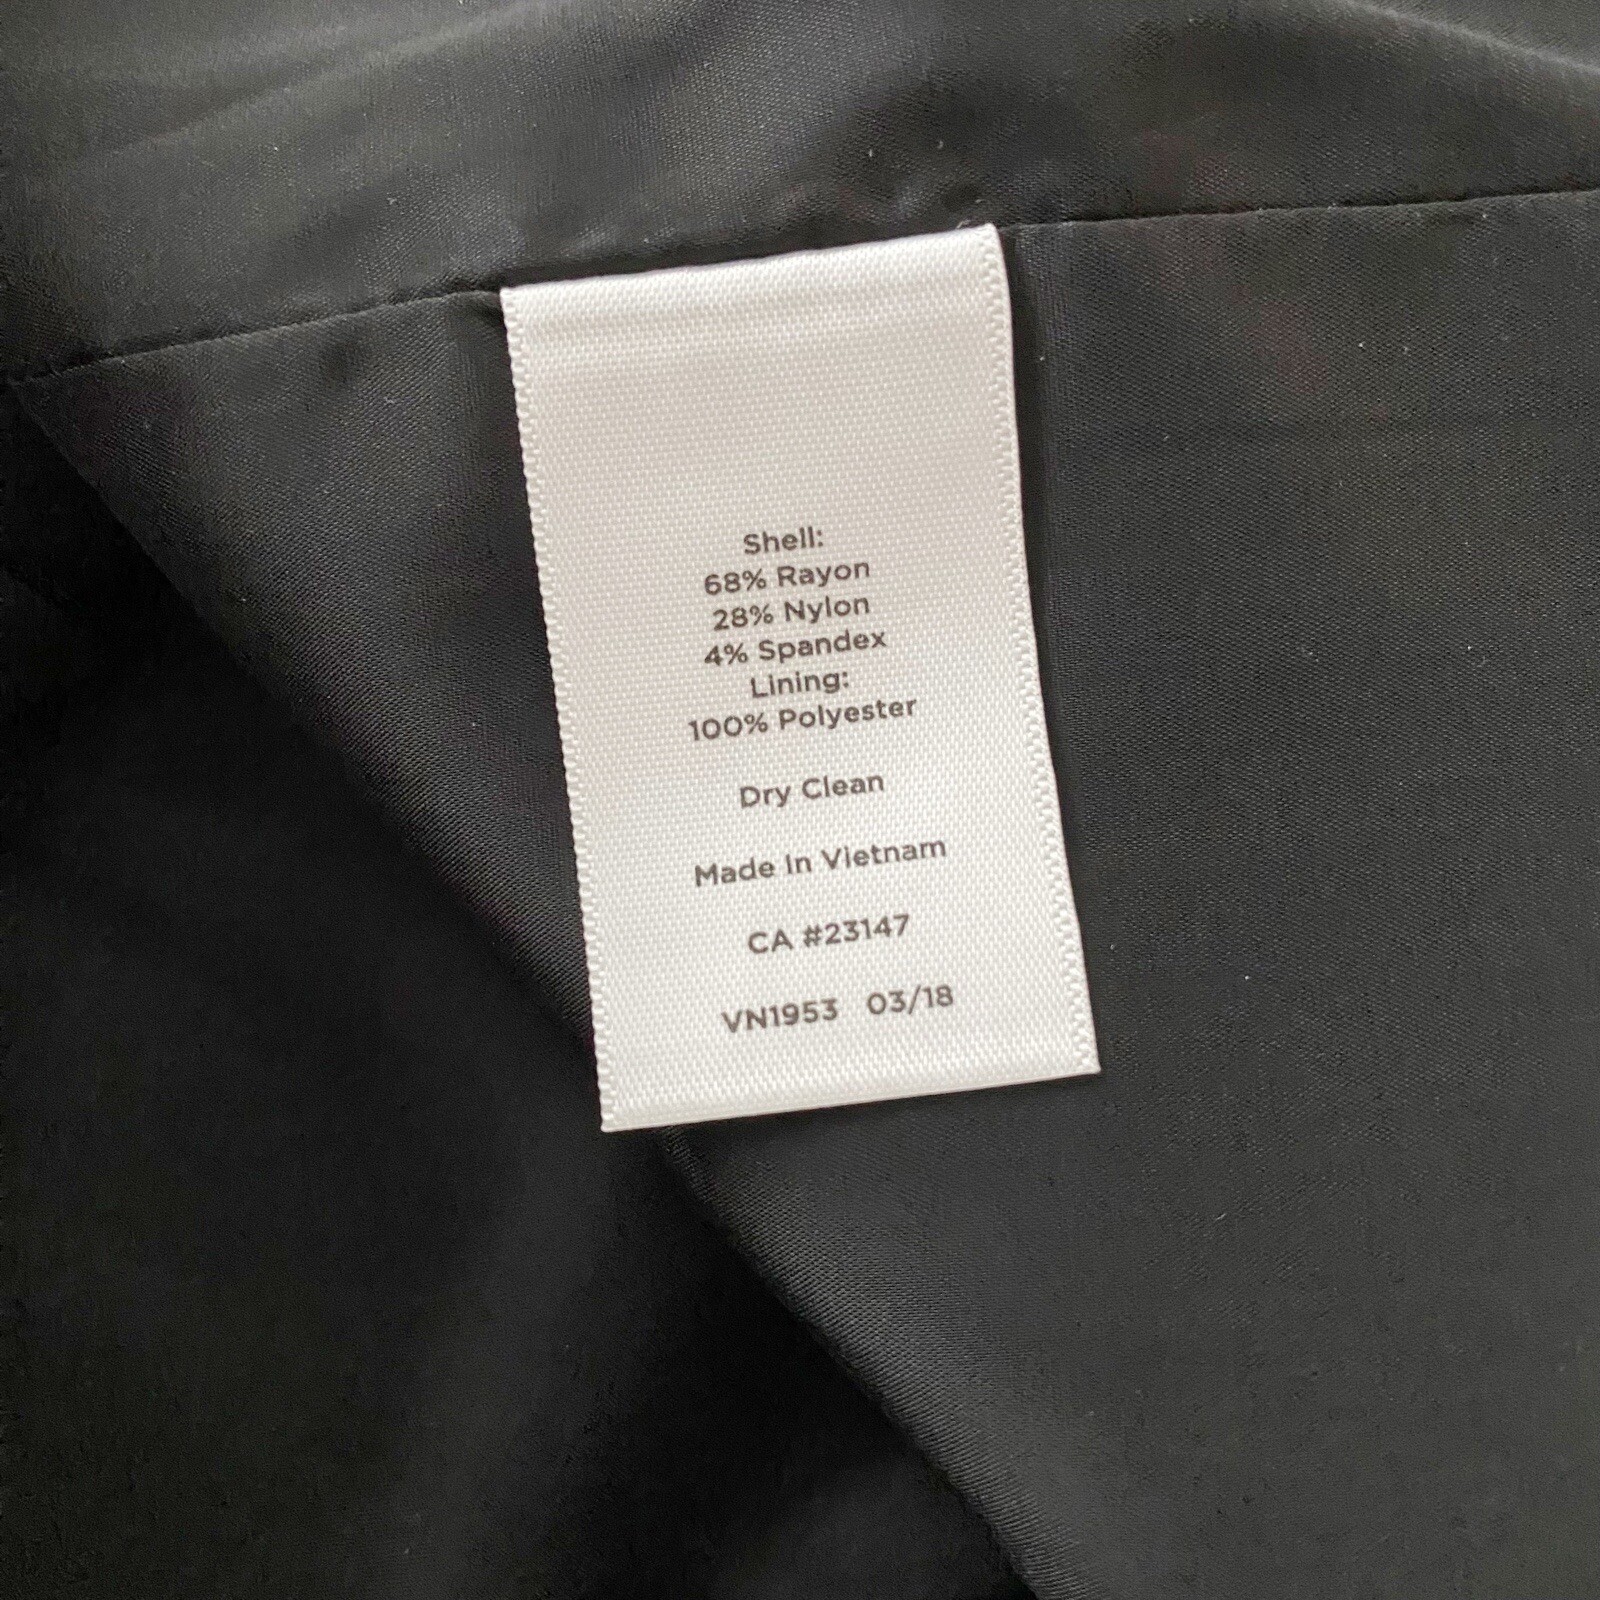 Shell:
68% Rayon
28% Nylon
4% Spandex
Lining:
100% Polyester
Dry Clean
Made In Vietnam
CA #23147
VN1953 03/18